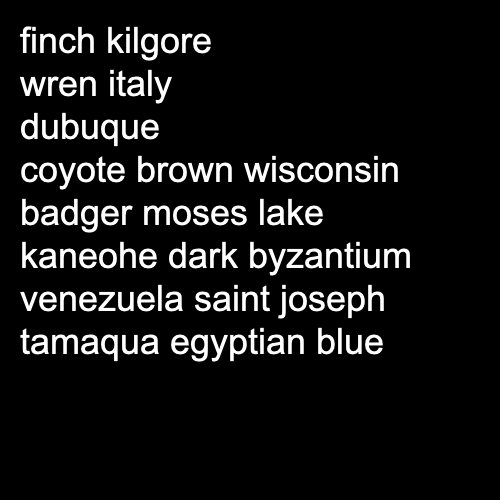 finch kilgore
wren italy
dubuque
coyote brown wisconsin
badger moses lake
kaneohe dark byzantium
venezuela saint joseph
tamaqua egyptian blue